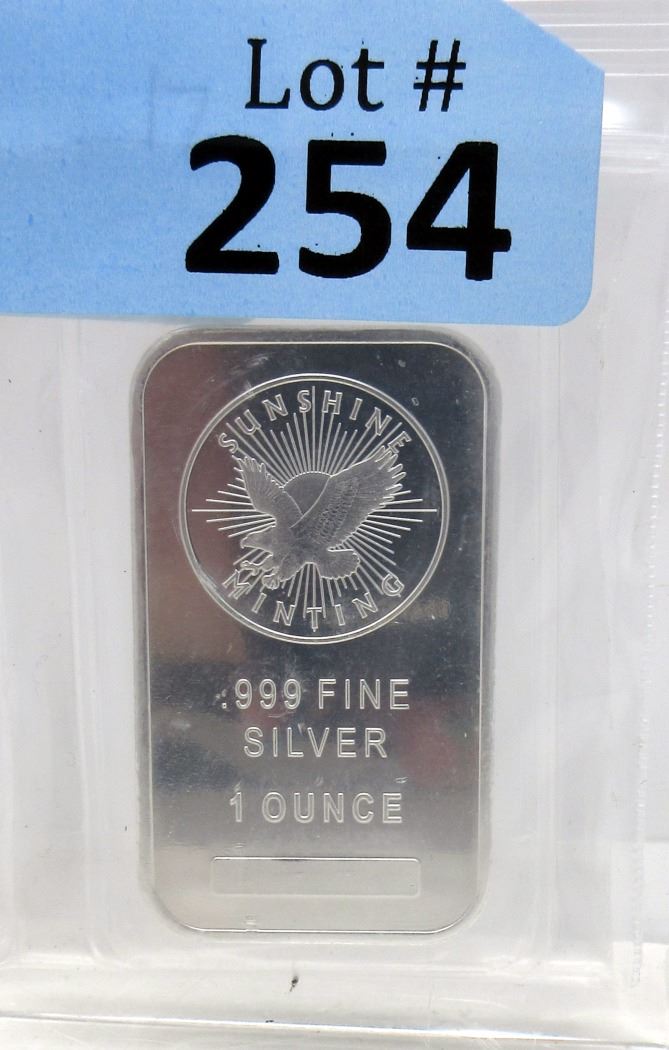 Lot #
254
SUNSHINE
MINTING
.999 FINE
SILVER
1 OUNCE